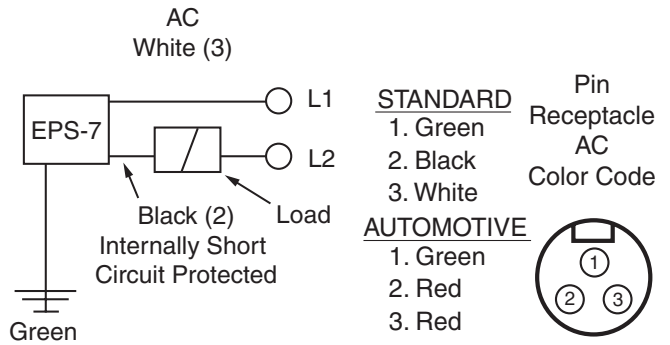 AC
White (3)
EPS-7
L1
L2
Black (2)
Internally Short
Circuit Protected
Load
Green
STANDARD
1. Green
2. Black
3. White
AUTOMOTIVE
1. Green
2. Red
3. Red
Pin
Receptacle
AC
Color Code
1
2
3